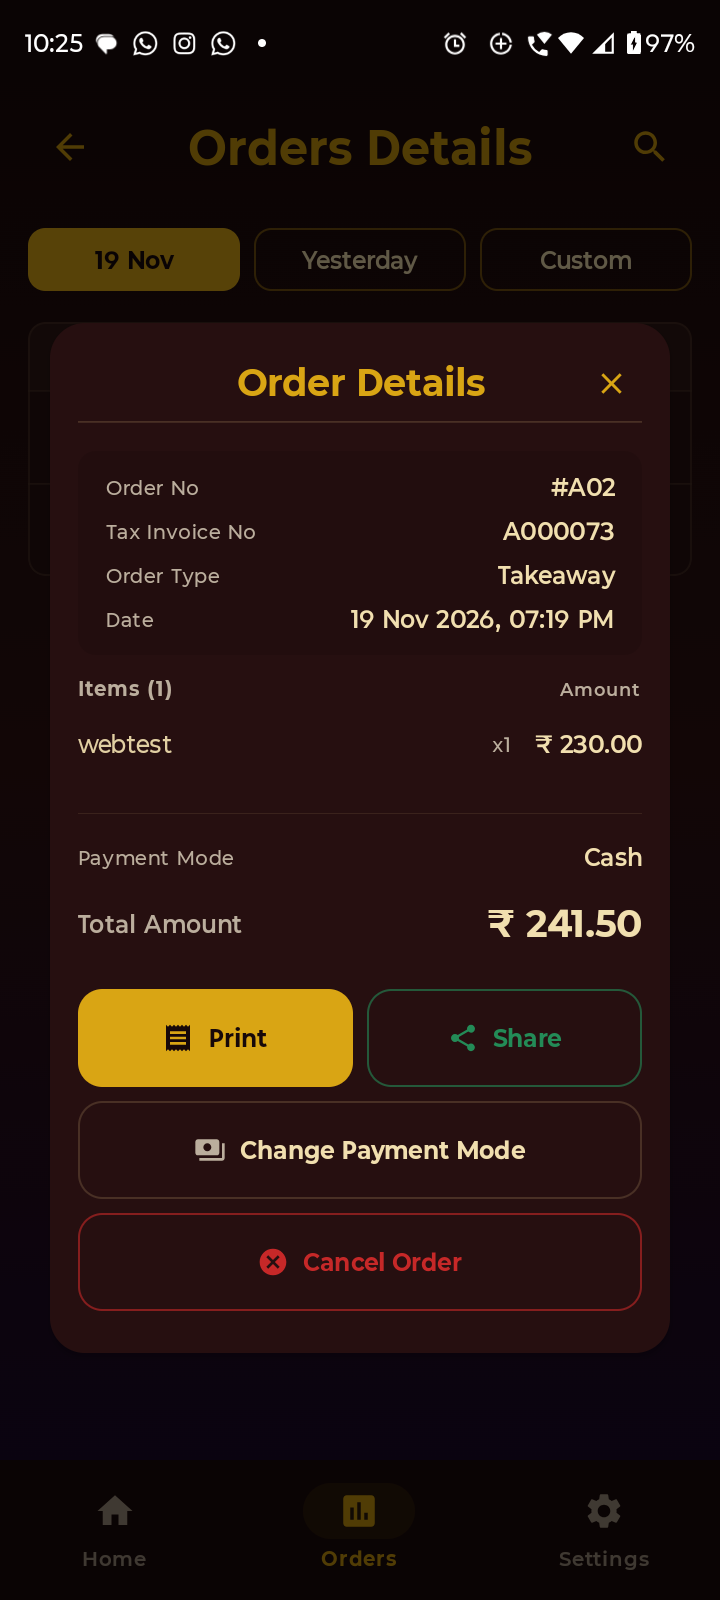 10:25 97%
Orders Details
19 Nov Yesterday Custom
Order Details
Order No #A02
Tax Invoice No A000073
Order Type Takeaway
Date 19 Nov 2026, 07:19 PM
Items (1) Amount
webtest x1 ₹ 230.00
Payment Mode Cash
Total Amount ₹ 241.50
Print Share
Change Payment Mode
Cancel Order
Home Orders Settings